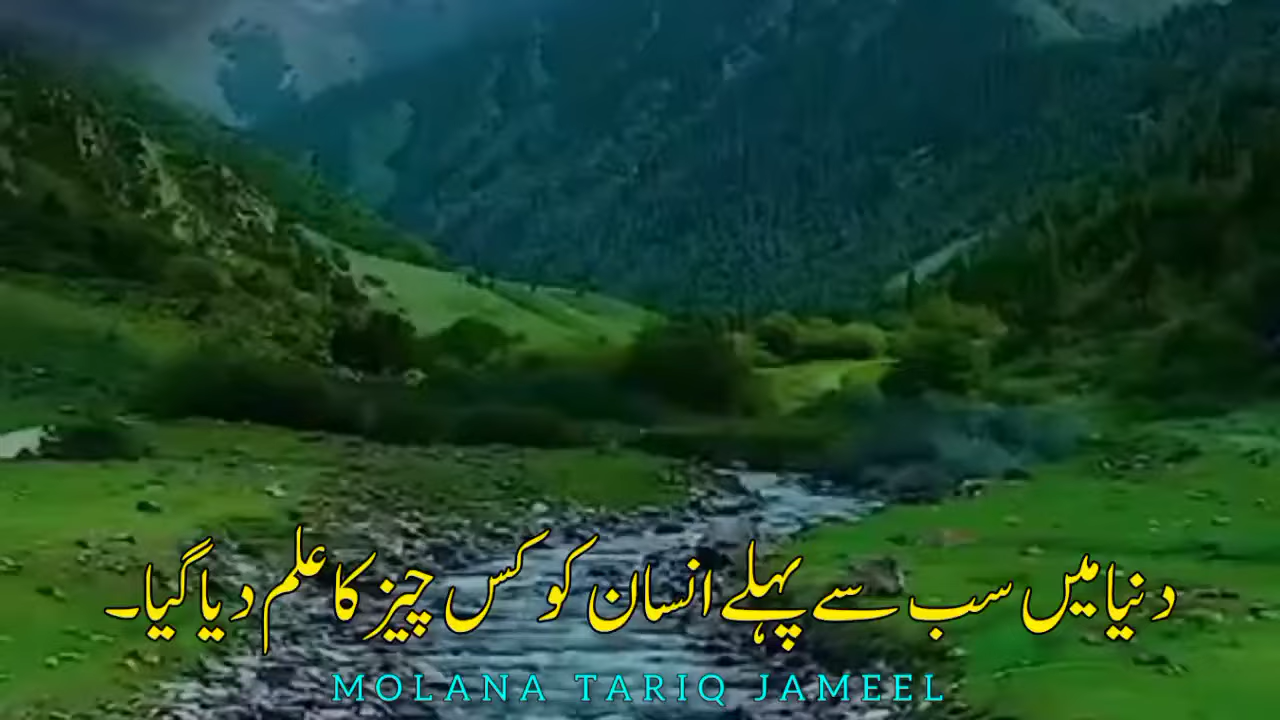 دنیا میں سب سے پہلے انسان کو کس چیز کا علم دیا گیا۔
MOLANA TARIQ JAMEEL